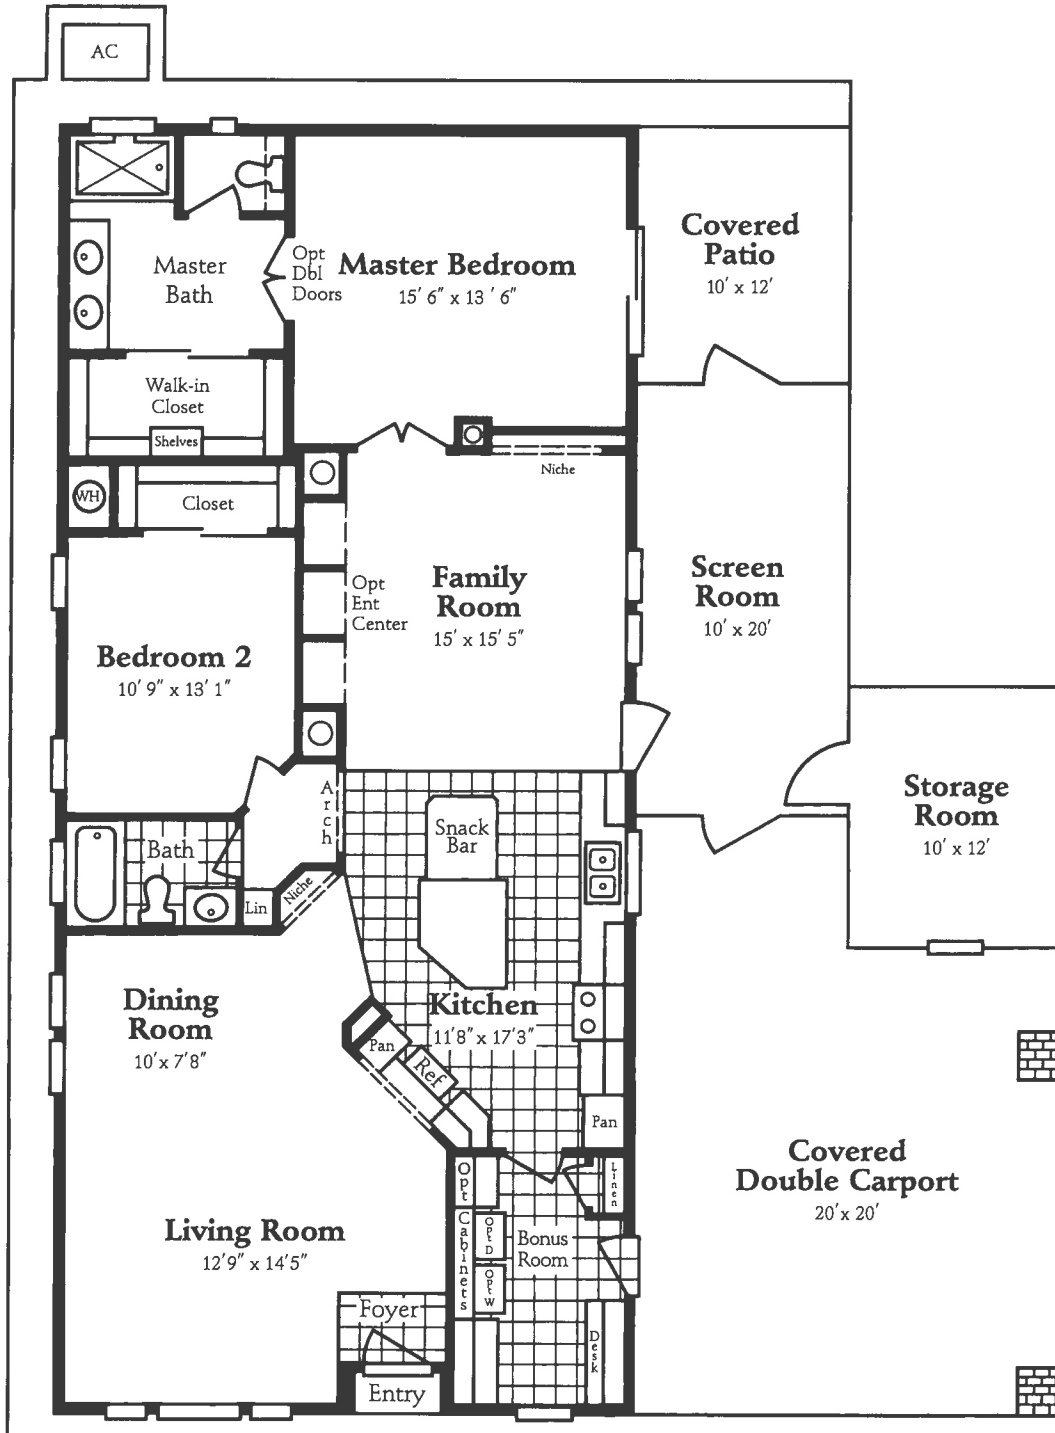 AC
Covered
Patio
10' x 12'
Master
Bath
Opt
Dbl
Doors
Master Bedroom
15' 6" x 13 ' 6"
Walk-in
Closet
Shelves
Niche
WH
Closet
Opt
Ent
Center
Family
Room
15' x 15' 5"
Screen
Room
10' x 20'
Bedroom 2
10' 9" x 13' 1"
Arch
Snack
Bar
Storage
Room
10' x 12'
Bath
Lin
Niche
Dining
Room
10'x 7'8"
Kitchen
11'8" x 17'3"
Pan
Ref
Pan
Covered
Double Carport
20'x 20'
Opt Cabinets
Linen
Opt D
Opt W
Bonus
Room
Living Room
12'9" x 14'5"
Foyer
Desk
Entry